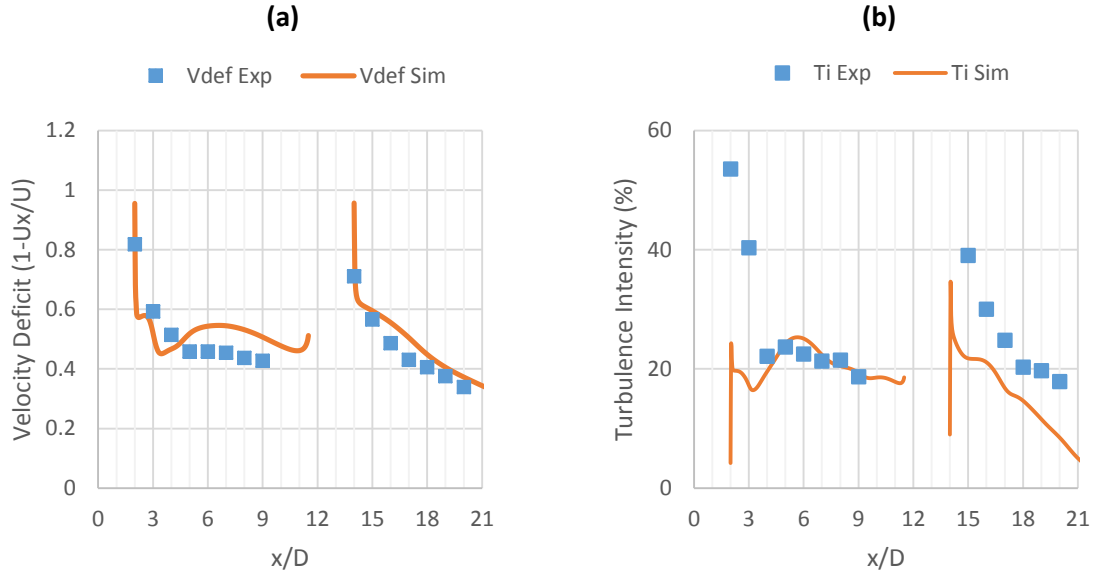 (a)
Vdef Exp
Vdef Sim
1.2
1
0.8
0.6
0.4
0.2
0
0 3 6 9 12 15 18 21
Velocity Deficit (1-Ux/U)
x/D
(b)
Ti Exp
Ti Sim
60
40
20
0
0 3 6 9 12 15 18 21
Turbulence Intensity (%)
x/D